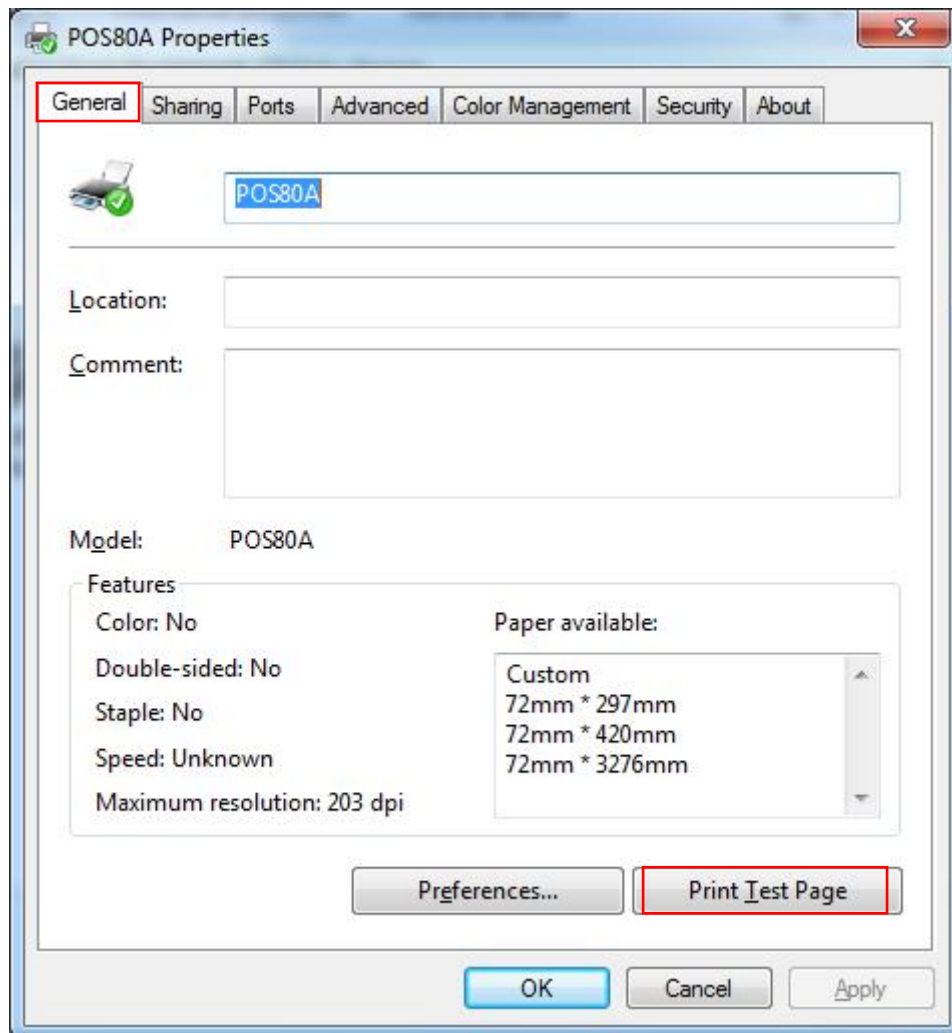 POS80A Properties
General Sharing Ports Advanced Color Management Security About
POS80A
Location:
Comment:
Model: POS80A
Features
Color: No
Double-sided: No
Staple: No
Speed: Unknown
Maximum resolution: 203 dpi
Paper available:
Custom
72mm * 297mm
72mm * 420mm
72mm * 3276mm
Preferences... Print Test Page
OK Cancel Apply